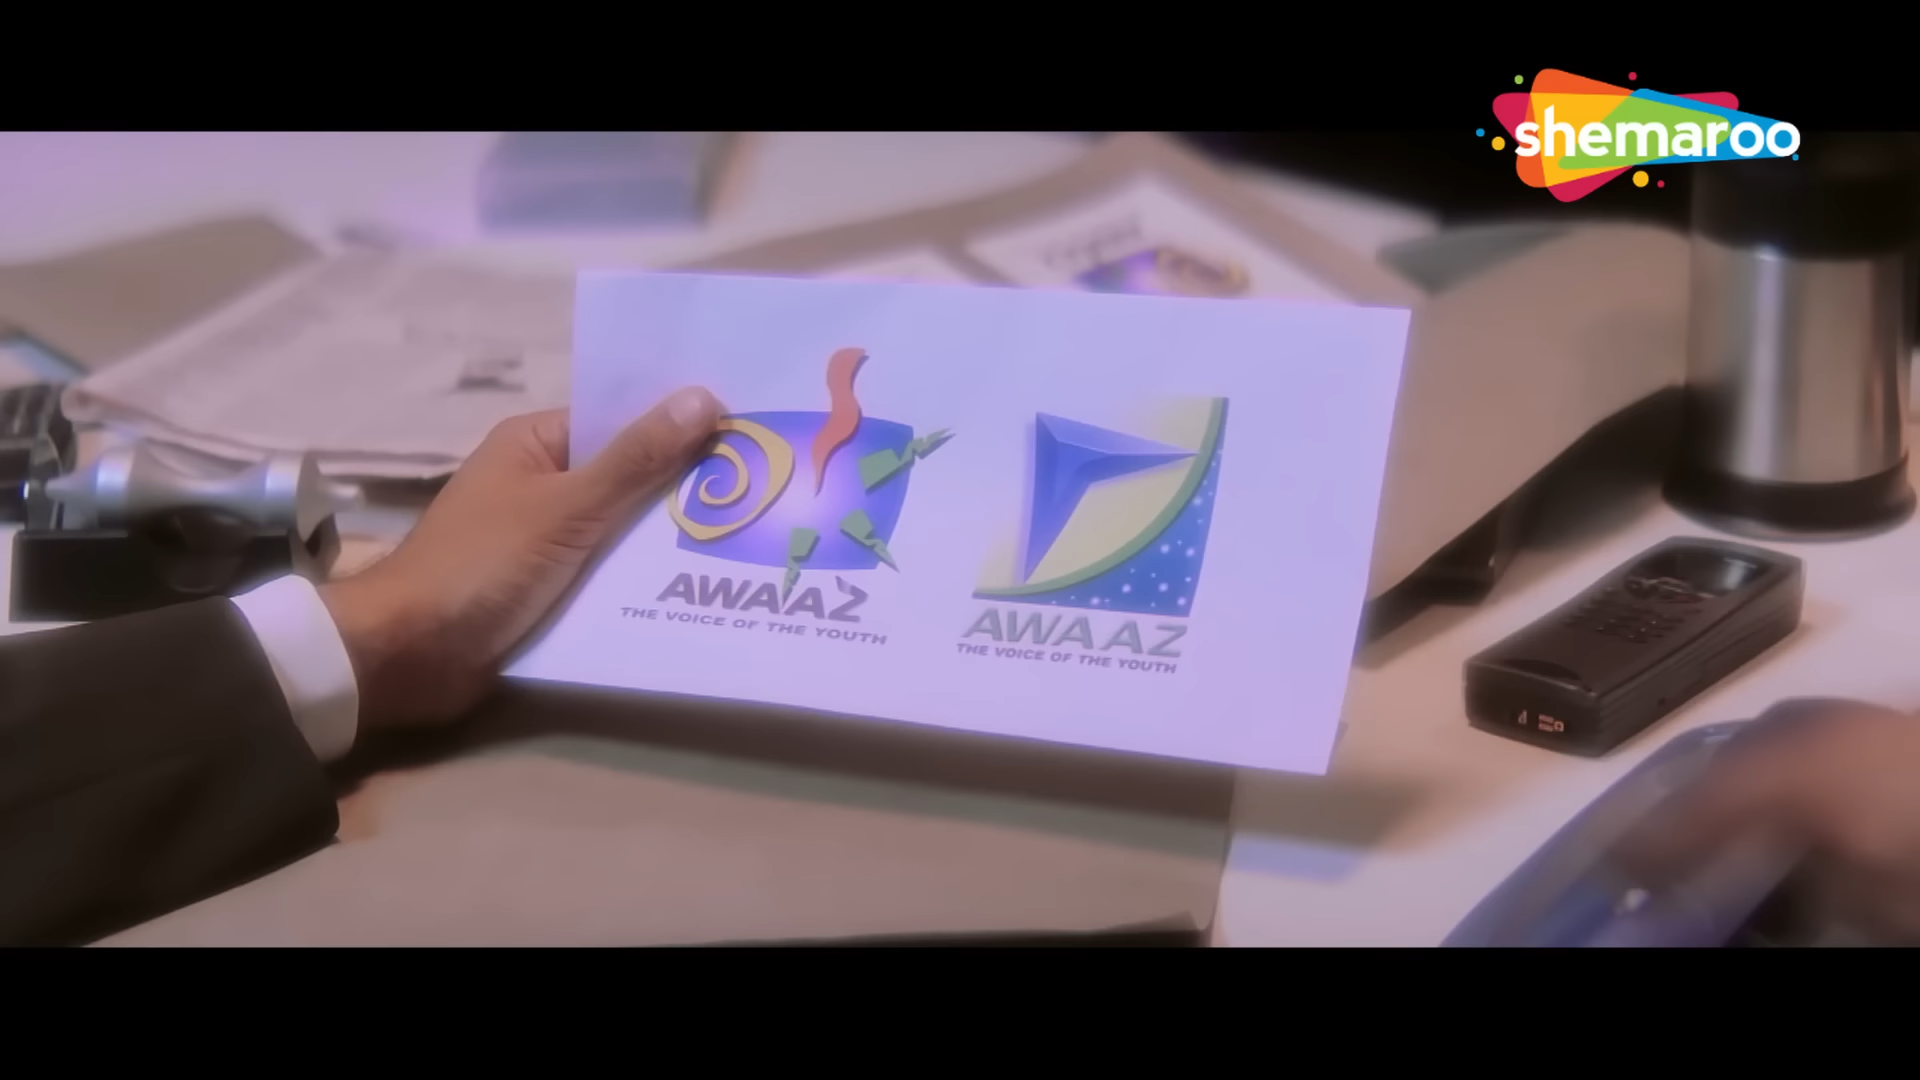 shemaroo
AWAAZ
THE VOICE OF THE YOUTH
AWAAZ
THE VOICE OF THE YOUTH